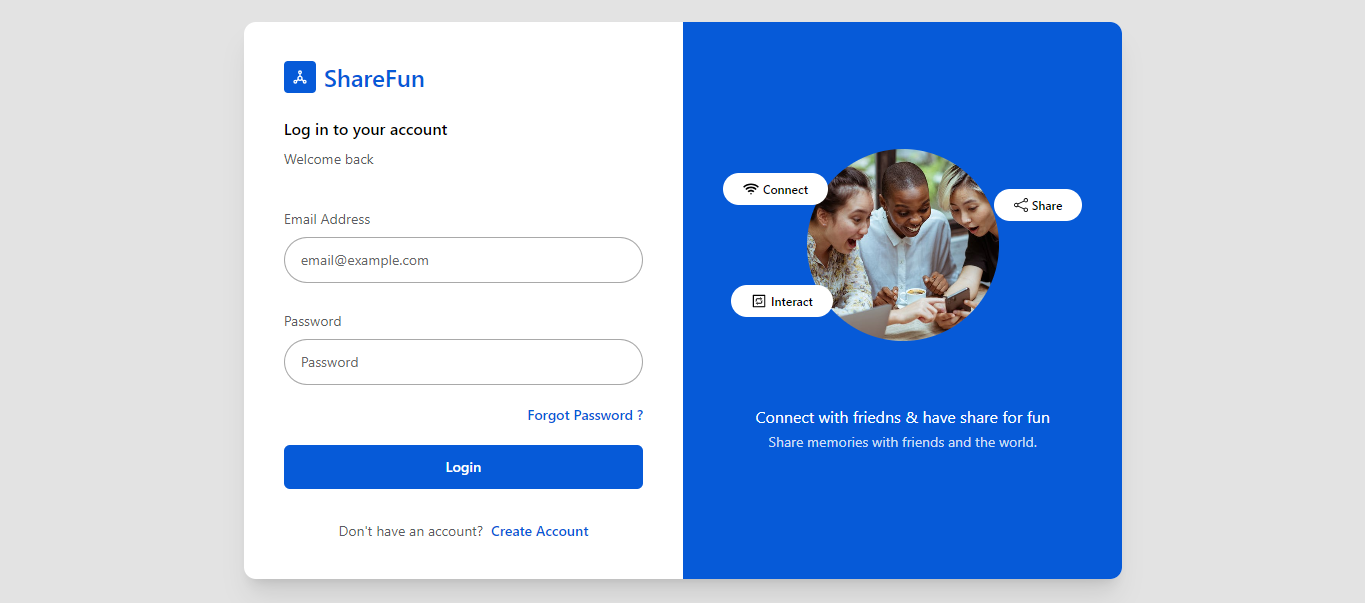 ShareFun
Log in to your account
Welcome back
Email Address
email@example.com
Password
Password
Forgot Password ?
Login
Don't have an account? Create Account
Connect
Share
Interact
Connect with friedns & have share for fun
Share memories with friends and the world.